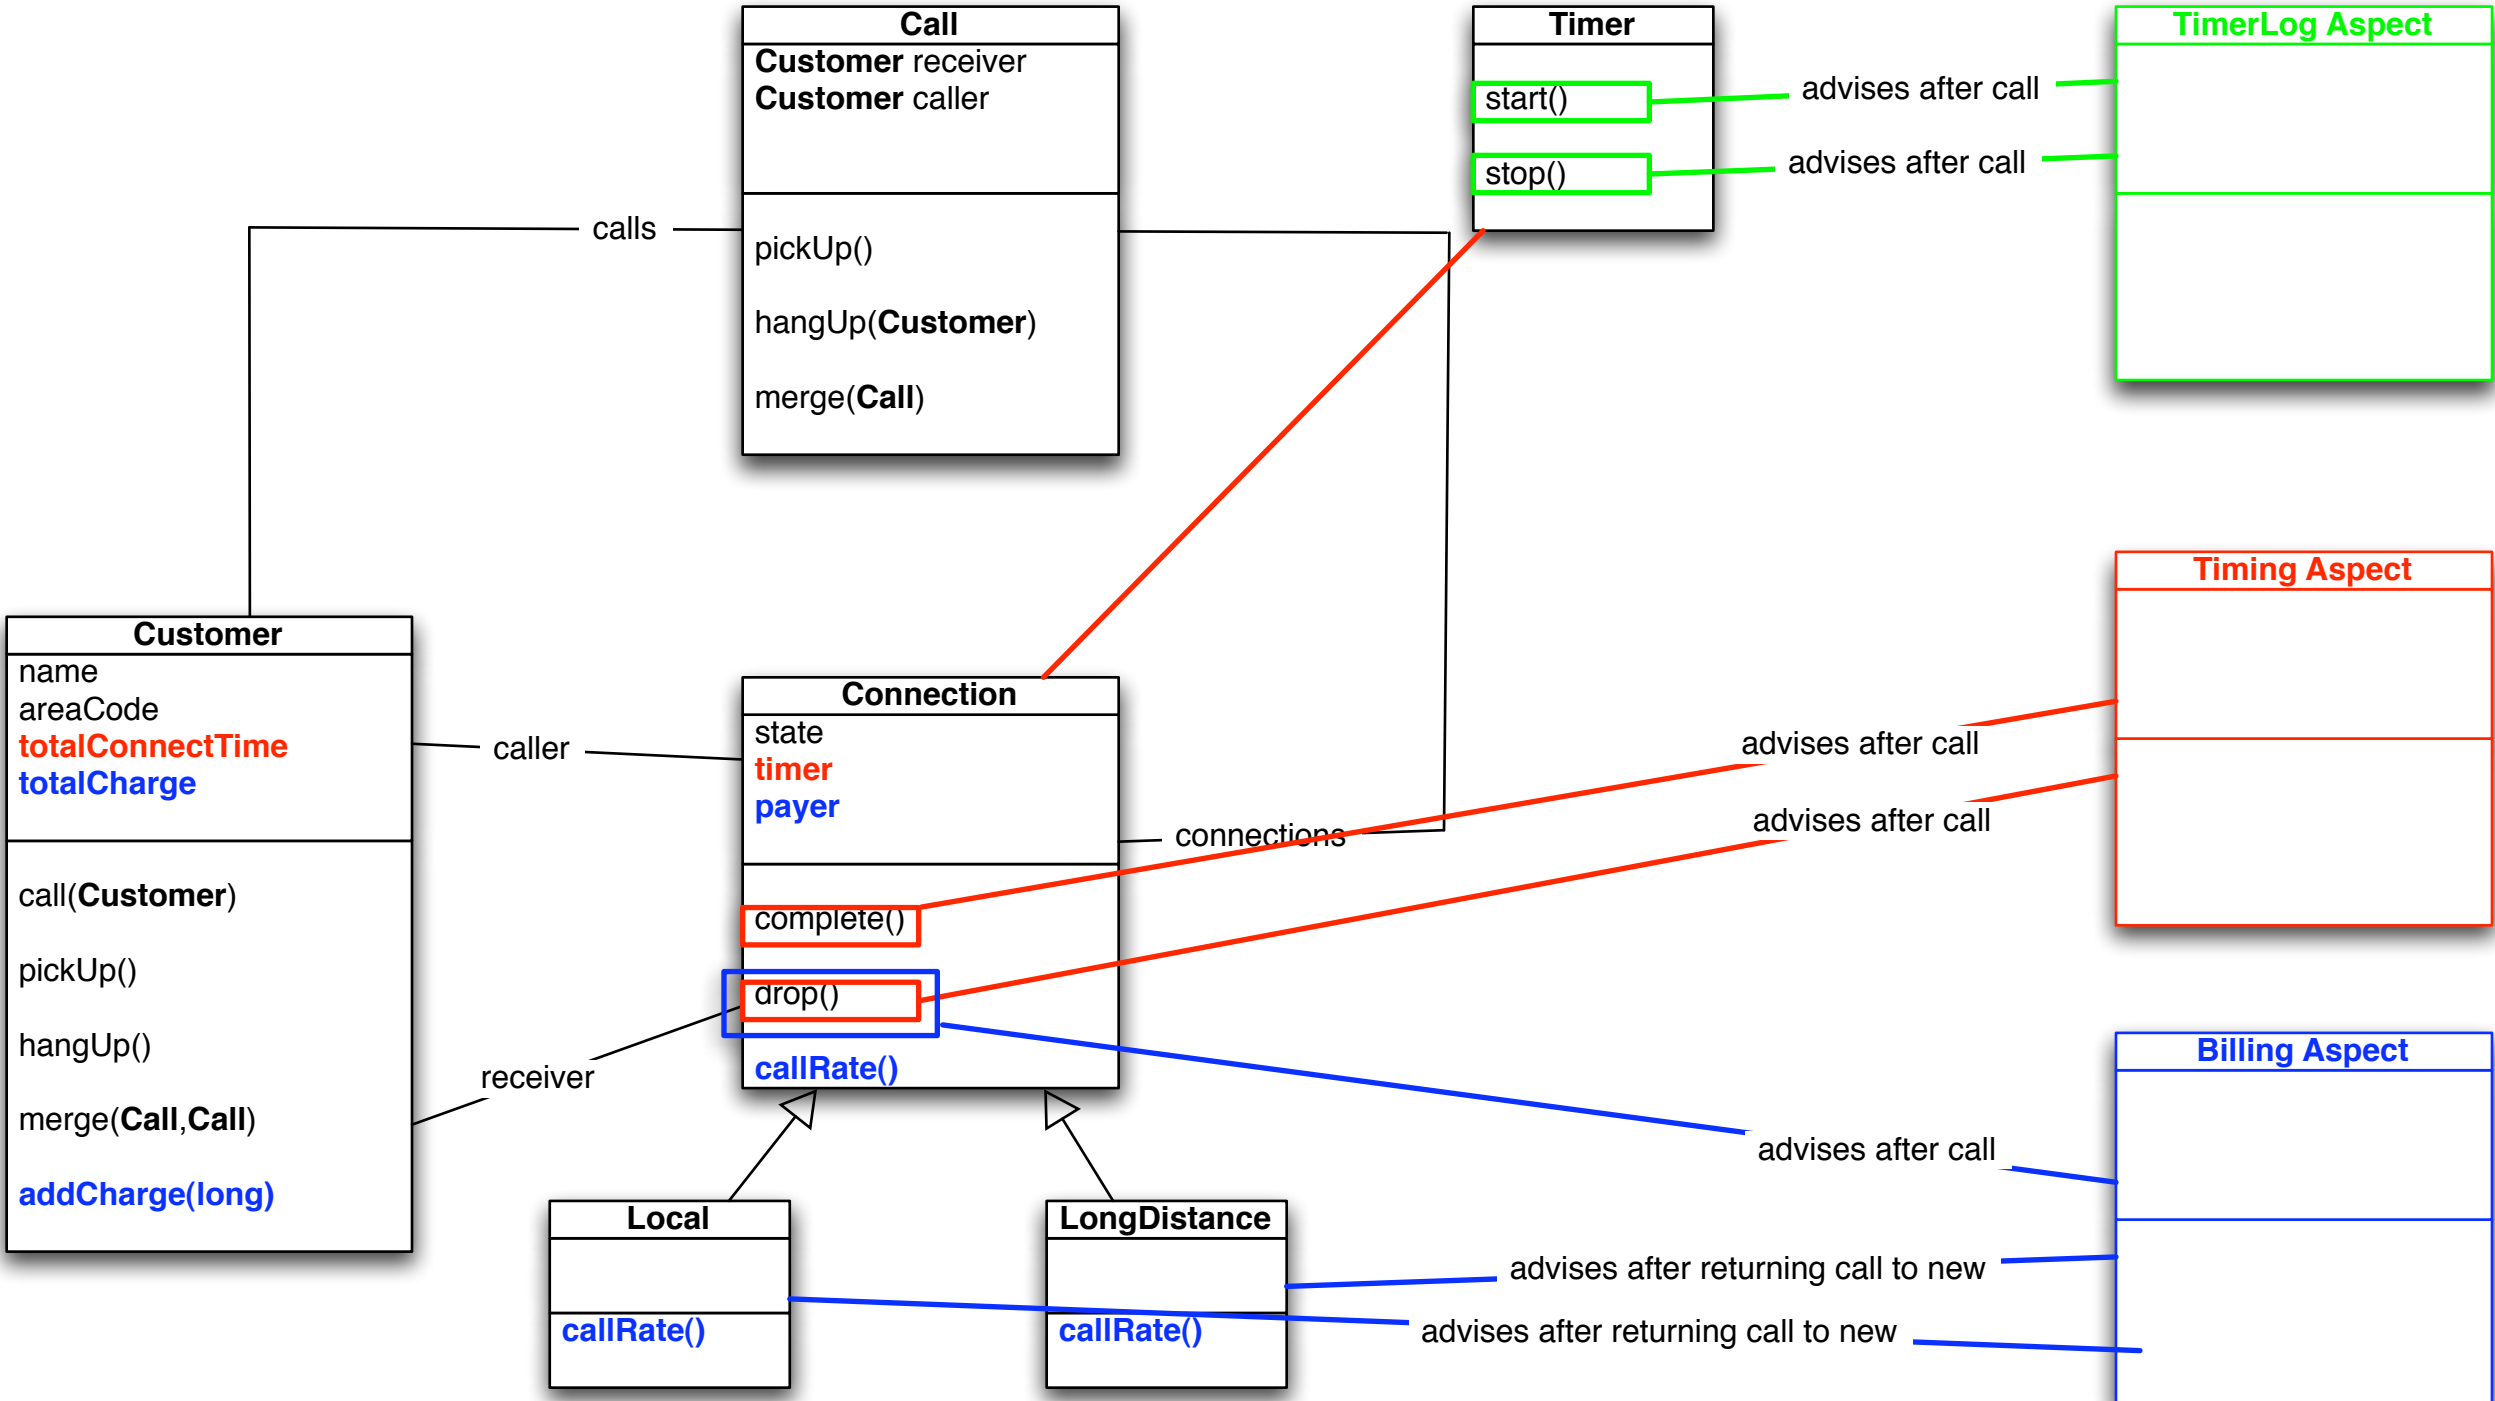 Call
Customer receiver
Customer caller
pickUp()
hangUp(Customer)
merge(Call)
Timer
start()
stop()
advises after call
advises after call
TimerLog Aspect
calls
Customer
name
areaCode
totalConnectTime
totalCharge
call(Customer)
pickUp()
hangUp()
merge(Call,Call)
addCharge(long)
caller
receiver
Connection
state
timer
payer
complete()
drop()
callRate()
connections
advises after call
advises after call
Timing Aspect
Billing Aspect
advises after call
advises after returning call to new
advises after returning call to new
Local
callRate()
LongDistance
callRate()